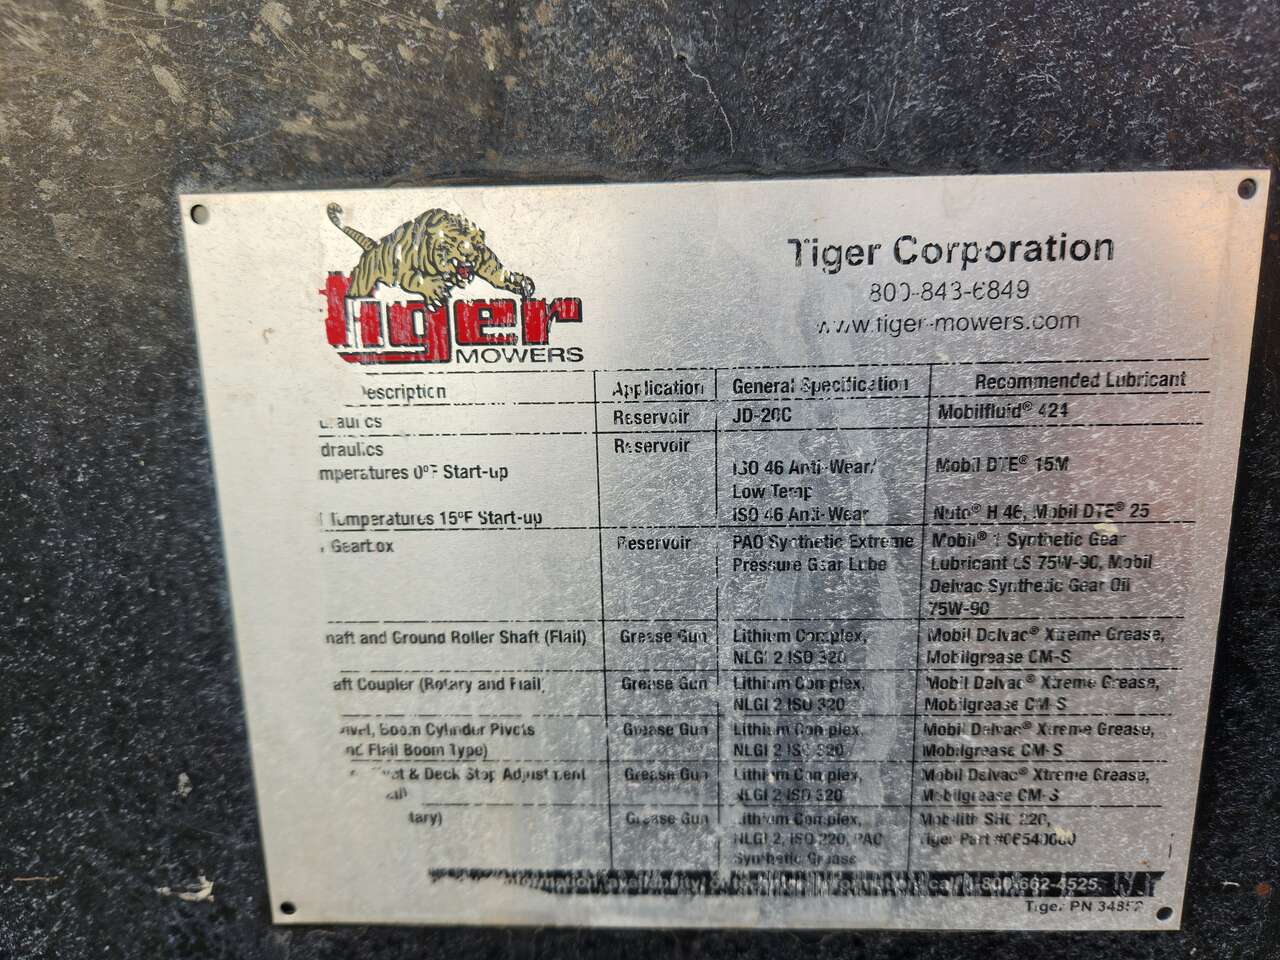 tiger
MOWERS
Tiger Corporation
800-843-6849
www.tiger-mowers.com
Description Application General Specification Recommended Lubricant
Reservoir JD-20C Mobilfluid® 424
draulics Reservoir
mperatures 0°F Start-up ISO 46 Anti-Wear/ Mobil DTE® 15M
Low Temp
Temperatures 15°F Start-up ISO 46 Anti-Wear Nuto® H 46, Mobil DTE® 25
Gearbox Reservoir PAO Synthetic Extreme Mobil® 1 Synthetic Gear
Pressure Gear Lube Lubricant LS 75W-90, Mobil
Delvac Synthetic Gear Oil
75W-90
haft and Ground Roller Shaft (Flail) Grease Gun Lithium Complex, Mobil Delvac® Xtreme Grease,
NLGI 2 ISO 320 Mobilgrease CM-S
aft Coupler (Rotary and Flail) Grease Gun Lithium Complex, Mobil Delvac® Xtreme Grease,
NLGI 2 ISO 320 Mobilgrease CM-S
Boom Cylinder Pivots Grease Gun Lithium Complex, Mobil Delvac® Xtreme Grease,
nd Flail Boom Type) NLGI 2 ISO 320 Mobilgrease CM-S
& Deck Stop Adjustment Grease Gun Lithium Complex, Mobil Delvac® Xtreme Grease,
NLGI 2 ISO 320 Mobilgrease CM-S
tary) Grease Gun Lithium Complex, Mobilith SHC 220,
NLGI 2, ISO 220, PAO Tiger Part #
Synthetic Grease
information, availability call 1-800-662-4525.
Tiger PN